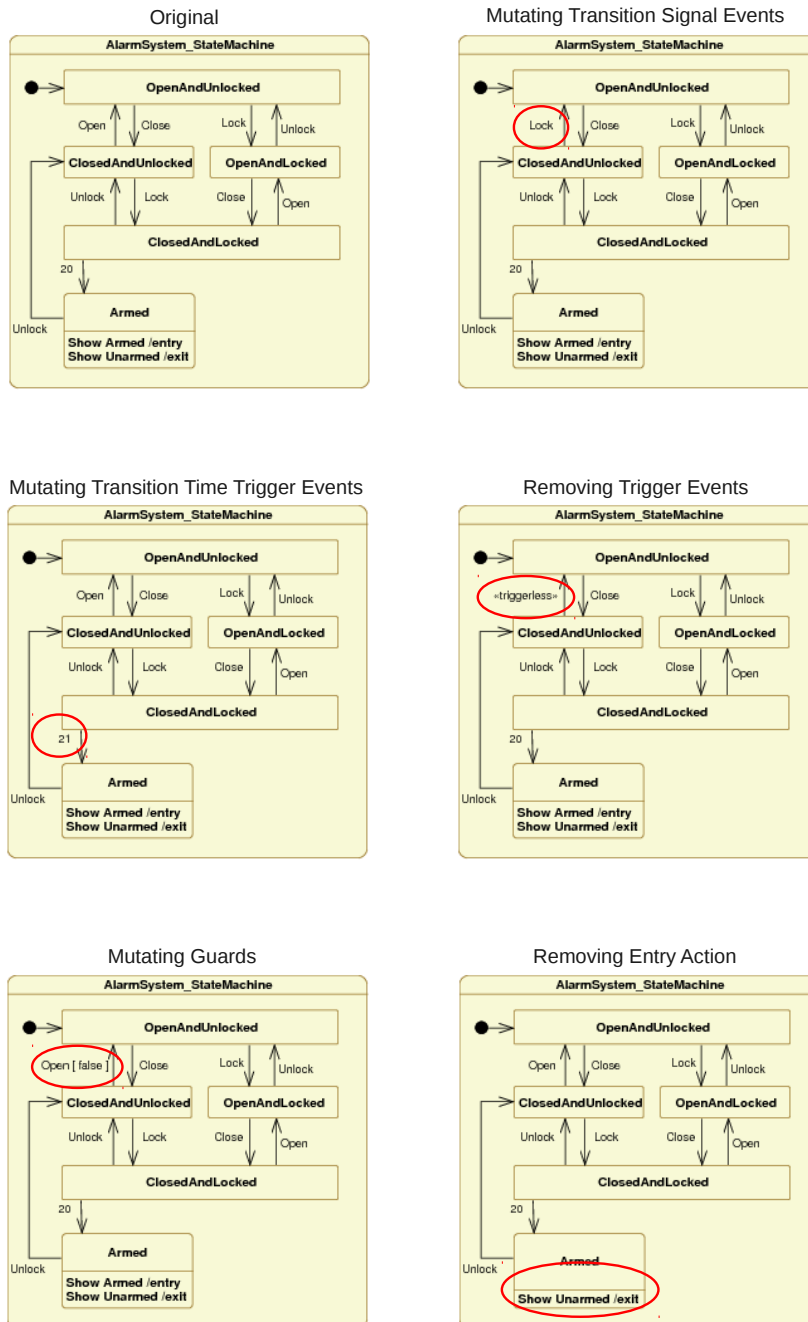 Original
AlarmSystem_StateMachine
OpenAndUnlocked
Open
Close
Lock
Unlock
ClosedAndUnlocked
OpenAndLocked
Unlock
Lock
Close
Open
ClosedAndLocked
20
Armed
Unlock
Show Armed /entry
Show Unarmed /exit
Mutating Transition Signal Events
AlarmSystem_StateMachine
OpenAndUnlocked
Lock
Close
Lock
Unlock
ClosedAndUnlocked
OpenAndLocked
Unlock
Lock
Close
Open
ClosedAndLocked
20
Armed
Unlock
Show Armed /entry
Show Unarmed /exit
Mutating Transition Time Trigger Events
AlarmSystem_StateMachine
OpenAndUnlocked
Open
Close
Lock
Unlock
ClosedAndUnlocked
OpenAndLocked
Unlock
Lock
Close
Open
ClosedAndLocked
21
Armed
Unlock
Show Armed /entry
Show Unarmed /exit
Removing Trigger Events
AlarmSystem_StateMachine
OpenAndUnlocked
«triggerless»
Close
Lock
Unlock
ClosedAndUnlocked
OpenAndLocked
Unlock
Lock
Close
Open
ClosedAndLocked
20
Armed
Unlock
Show Armed /entry
Show Unarmed /exit
Mutating Guards
AlarmSystem_StateMachine
OpenAndUnlocked
Open [ false ]
Close
Lock
Unlock
ClosedAndUnlocked
OpenAndLocked
Unlock
Lock
Close
Open
ClosedAndLocked
20
Armed
Unlock
Show Armed /entry
Show Unarmed /exit
Removing Entry Action
AlarmSystem_StateMachine
OpenAndUnlocked
Open
Close
Lock
Unlock
ClosedAndUnlocked
OpenAndLocked
Unlock
Lock
Close
Open
ClosedAndLocked
20
Armed
Unlock
Show Unarmed /exit